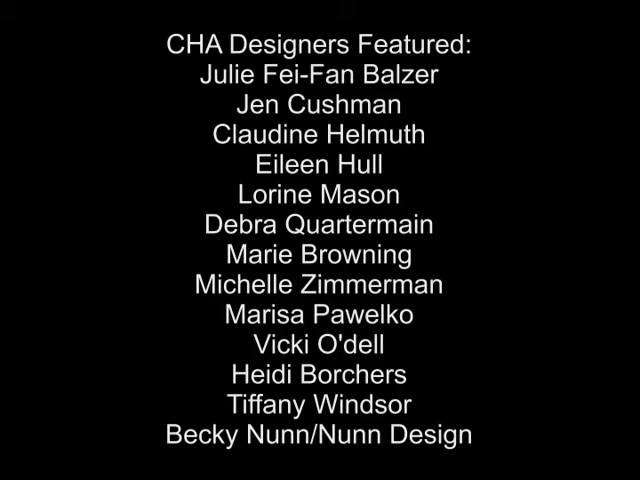 CHA Designers Featured:
Julie Fei-Fan Balzer
Jen Cushman
Claudine Helmuth
Eileen Hull
Lorine Mason
Debra Quartermain
Marie Browning
Michelle Zimmerman
Marisa Pawelko
Vicki O'dell
Heidi Borchers
Tiffany Windsor
Becky Nunn/Nunn Design